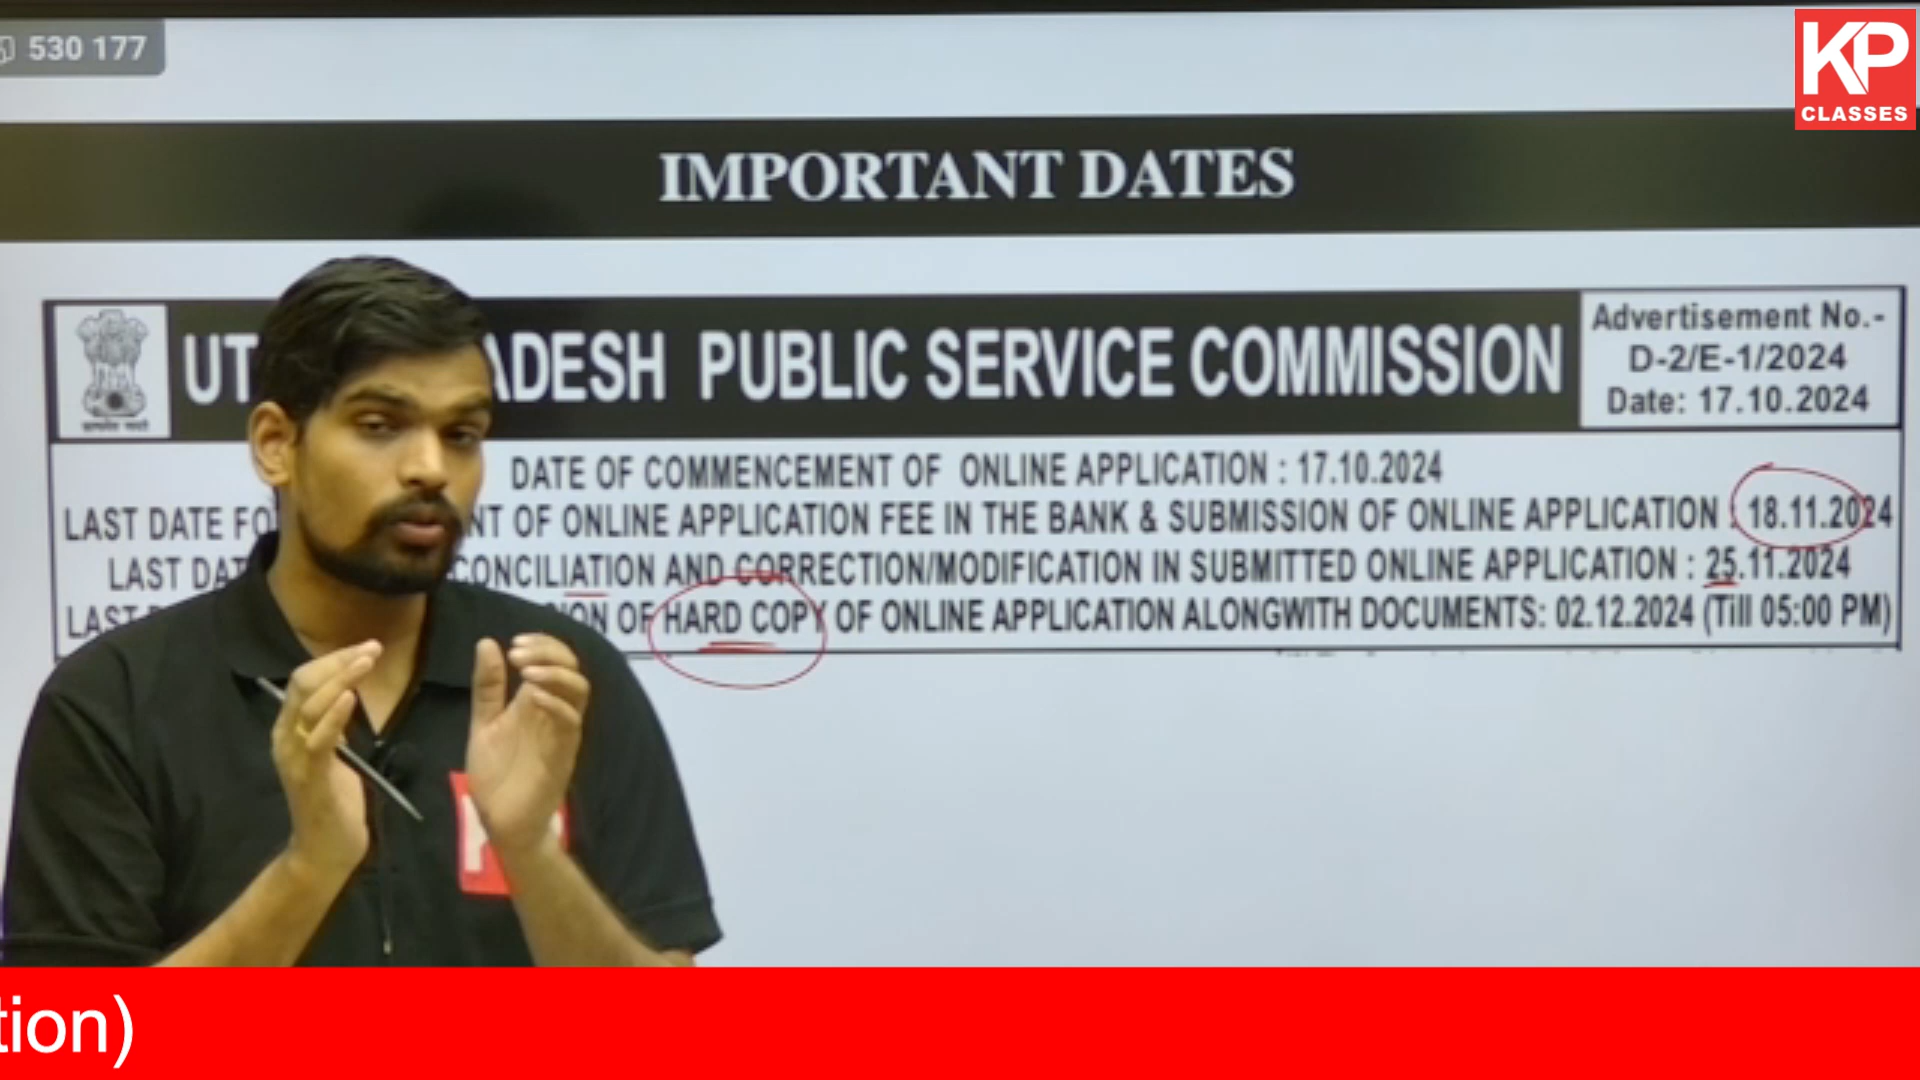 530 177
KP
CLASSES
IMPORTANT DATES
UT ADESH PUBLIC SERVICE COMMISSION
Advertisement No.-
D-2/E-1/2024
Date: 17.10.2024
DATE OF COMMENCEMENT OF ONLINE APPLICATION : 17.10.2024
LAST DATE FO NT OF ONLINE APPLICATION FEE IN THE BANK & SUBMISSION OF ONLINE APPLICATION : 18.11.2024
LAST DAT CONCILIATION AND CORRECTION/MODIFICATION IN SUBMITTED ONLINE APPLICATION : 25.11.2024
LAST ON OF HARD COPY OF ONLINE APPLICATION ALONGWITH DOCUMENTS: 02.12.2024 (Till 05:00 PM)
tion)